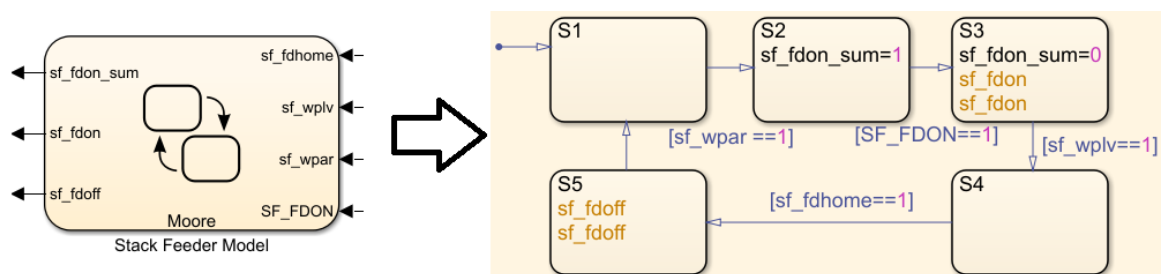 sf_fdon_sum
sf_fdon
sf_fdoff
sf_fdhome
sf_wplv
sf_wpar
SF_FDON
Moore
Stack Feeder Model
S1
S2
sf_fdon_sum=1
S3
sf_fdon_sum=0
sf_fdon
sf_fdon
[sf_wpar ==1]
[SF_FDON==1]
[sf_wplv==1]
S5
sf_fdoff
sf_fdoff
[sf_fdhome==1]
S4